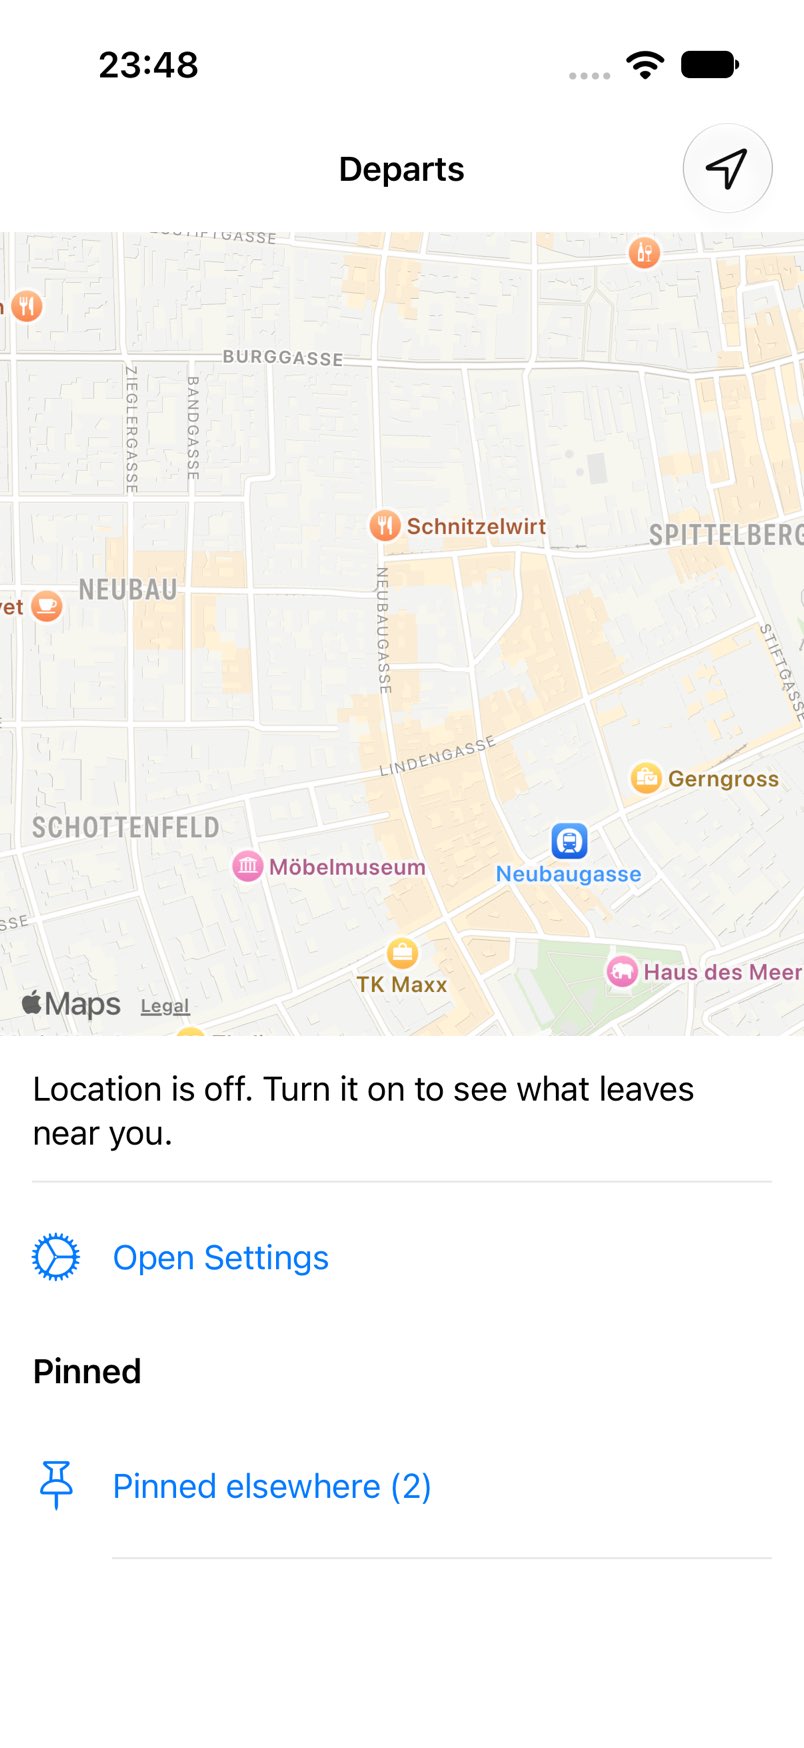 23:48
Departs
BURGGASSE
ZIEGLERGASSE
BANDGASSE
Schnitzelwirt
SPITTELBERG
NEUBAU
NEUBAUGASSE
STIFTGASSE
LINDENGASSE
Gerngross
SCHOTTENFELD
Möbelmuseum
Neubaugasse
TK Maxx
Haus des Meer
Maps
Legal
Location is off. Turn it on to see what leaves
near you.
Open Settings
Pinned
Pinned elsewhere (2)